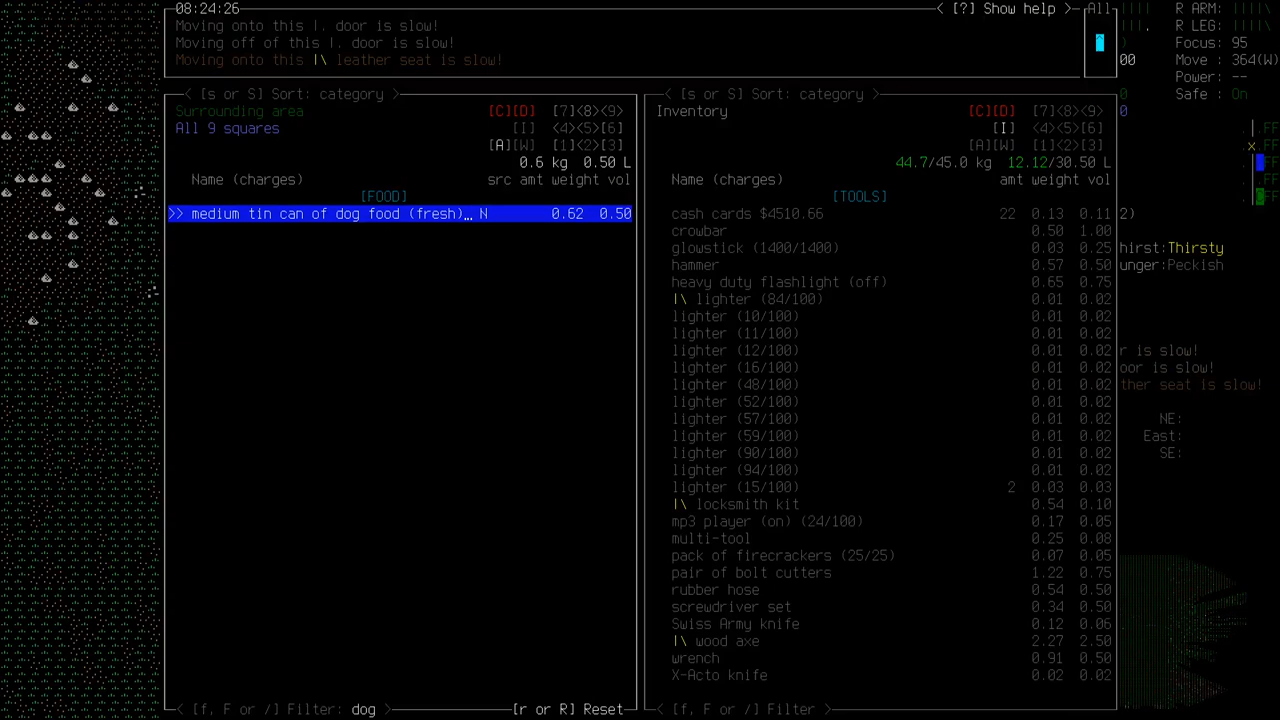 08:24:26 < [?] Show help > All R ARM:
Moving onto this |. door is slow! R LEG:
Moving off of this |. door is slow! Focus: 95
Moving onto this |\ leather seat is slow! 00 Move : 364(W)
Power: --
< [s or S] Sort: category > < [s or S] Sort: category > 0 Safe : On
Surrounding area [C][D] [7]<8><9> Inventory [C][D] [7]<8><9> 0
All 9 squares [I] <4><5>[6] [I] <4><5>[6]
[A][W] [1]<2>[3] [A][W] [1]<2>[3]
0.6 kg 0.50 L 44.7/45.0 kg 12.12/30.50 L
Name (charges) src amt weight vol Name (charges) amt weight vol
[FOOD] [TOOLS]
>> medium tin can of dog food (fresh)… N 0.62 0.50 cash cards $4510.66 22 0.13 0.11 2)
crowbar 0.50 1.00
glowstick (1400/1400) 0.03 0.25 hirst:Thirsty
hammer 0.57 0.50 unger:Peckish
heavy duty flashlight (off) 0.65 0.75
|\ lighter (84/100) 0.01 0.02
lighter (10/100) 0.01 0.02
lighter (11/100) 0.01 0.02
lighter (12/100) 0.01 0.02 r is slow!
lighter (16/100) 0.01 0.02 oor is slow!
lighter (48/100) 0.01 0.02 ther seat is slow!
lighter (52/100) 0.01 0.02
lighter (57/100) 0.01 0.02 NE:
lighter (59/100) 0.01 0.02 East:
lighter (90/100) 0.01 0.02 SE:
lighter (94/100) 0.01 0.02
lighter (15/100) 2 0.03 0.03
|\ locksmith kit 0.54 0.10
mp3 player (on) (24/100) 0.17 0.05
multi-tool 0.25 0.08
pack of firecrackers (25/25) 0.07 0.05
pair of bolt cutters 1.22 0.75
rubber hose 0.54 0.50
screwdriver set 0.34 0.50
Swiss Army knife 0.12 0.06
|\ wood axe 2.27 2.50
wrench 0.91 0.50
X-Acto knife 0.02 0.02
< [f, F or /] Filter: dog > [r or R] Reset < [f, F or /] Filter >